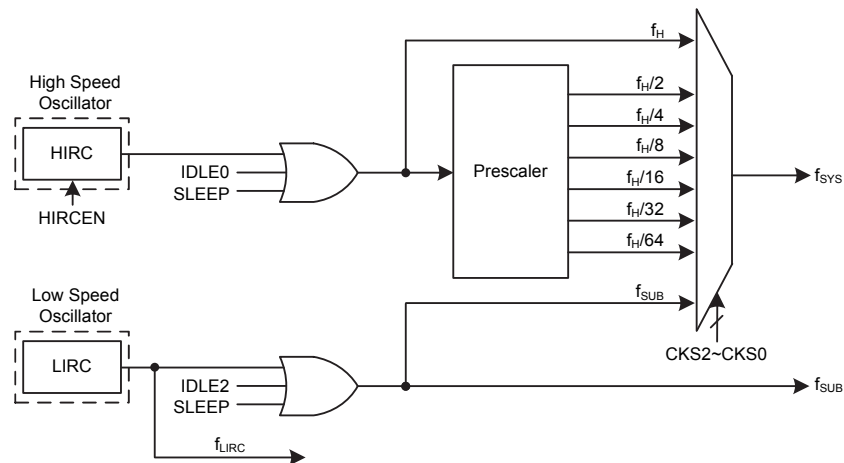 High Speed
Oscillator
HIRC
HIRCEN
IDLE0
SLEEP
Prescaler
fH
fH/2
fH/4
fH/8
fH/16
fH/32
fH/64
fSUB
fSYS
CKS2~CKS0
Low Speed
Oscillator
LIRC
IDLE2
SLEEP
fSUB
fLIRC